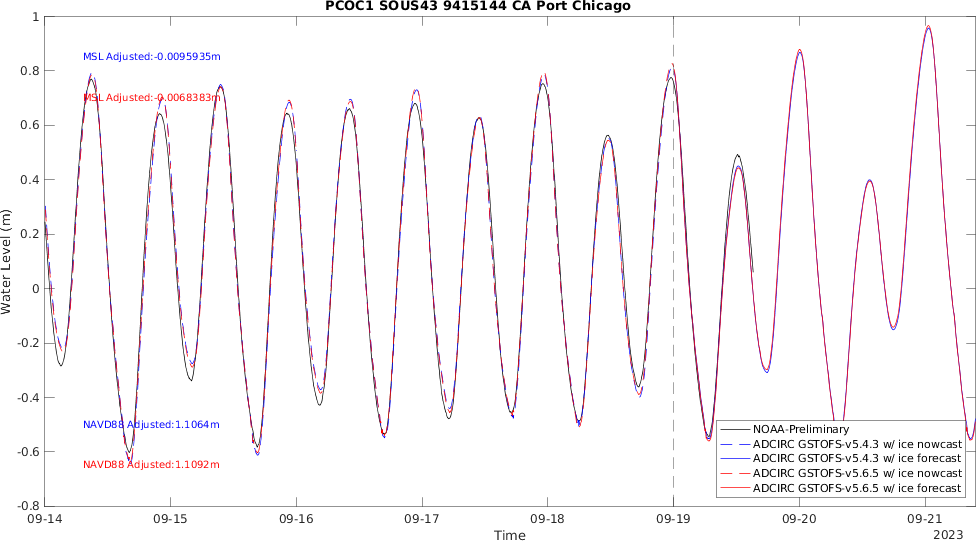 PCOC1 SOUS43 9415144 CA Port Chicago
1
0.8
0.6
0.4
0.2
0
-0.2
-0.4
-0.6
-0.8
Water Level (m)
MSL Adjusted:-0.0095935m
MSL Adjusted:-0.0068383m
NAVD88 Adjusted:1.1064m
NAVD88 Adjusted:1.1092m
NOAA-Preliminary
ADCIRC GSTOFS-v5.4.3 w/ ice nowcast
ADCIRC GSTOFS-v5.4.3 w/ ice forecast
ADCIRC GSTOFS-v5.6.5 w/ ice nowcast
ADCIRC GSTOFS-v5.6.5 w/ ice forecast
09-14 09-15 09-16 09-17 09-18 09-19 09-20 09-21
Time
2023